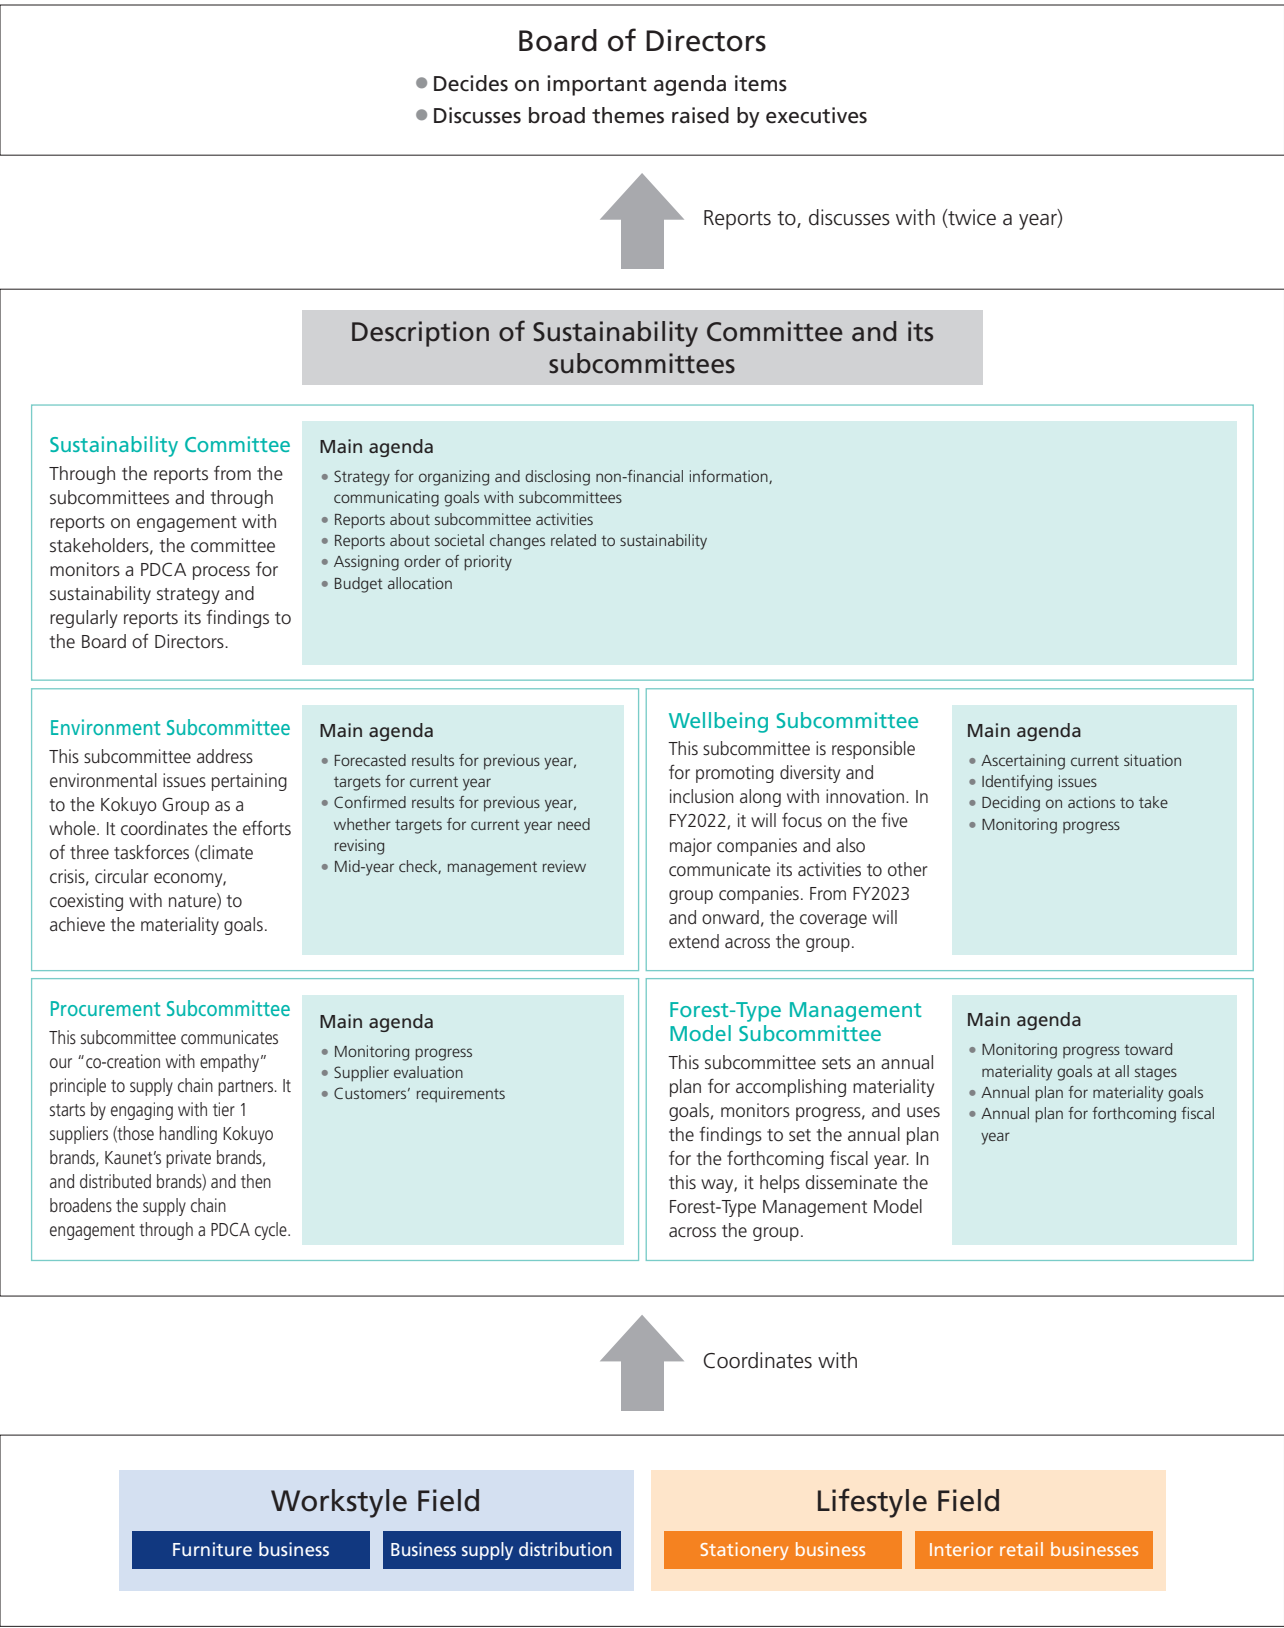 Board of Directors
● Decides on important agenda items
● Discusses broad themes raised by executives
Reports to, discusses with (twice a year)
Description of Sustainability Committee and its
subcommittees
Sustainability Committee
Through the reports from the
subcommittees and through
reports on engagement with
stakeholders, the committee
monitors a PDCA process for
sustainability strategy and
regularly reports its findings to
the Board of Directors.
Main agenda
● Strategy for organizing and disclosing non-financial information,
communicating goals with subcommittees
● Reports about subcommittee activities
● Reports about societal changes related to sustainability
● Assigning order of priority
● Budget allocation
Environment Subcommittee
This subcommittee address
environmental issues pertaining
to the Kokuyo Group as a
whole. It coordinates the efforts
of three taskforces (climate
crisis, circular economy,
coexisting with nature) to
achieve the materiality goals.
Main agenda
● Forecasted results for previous year,
targets for current year
● Confirmed results for previous year,
whether targets for current year need
revising
● Mid-year check, management review
Wellbeing Subcommittee
This subcommittee is responsible
for promoting diversity and
inclusion along with innovation. In
FY2022, it will focus on the five
major companies and also
communicate its activities to other
group companies. From FY2023
and onward, the coverage will
extend across the group.
Main agenda
● Ascertaining current situation
● Identifying issues
● Deciding on actions to take
● Monitoring progress
Procurement Subcommittee
This subcommittee communicates
our “co-creation with empathy”
principle to supply chain partners. It
starts by engaging with tier 1
suppliers (those handling Kokuyo
brands, Kaunet’s private brands,
and distributed brands) and then
broadens the supply chain
engagement through a PDCA cycle.
Main agenda
● Monitoring progress
● Supplier evaluation
● Customers’ requirements
Forest-Type Management
Model Subcommittee
This subcommittee sets an annual
plan for accomplishing materiality
goals, monitors progress, and uses
the findings to set the annual plan
for the forthcoming fiscal year. In
this way, it helps disseminate the
Forest-Type Management Model
across the group.
Main agenda
● Monitoring progress toward
materiality goals at all stages
● Annual plan for materiality goals
● Annual plan for forthcoming fiscal
year
Coordinates with
Workstyle Field
Furniture business
Business supply distribution
Lifestyle Field
Stationery business
Interior retail businesses